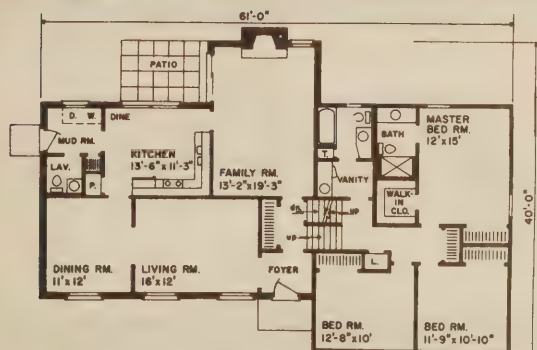 61'-0"
PATIO
D. W.
DINE
MUD RM.
LAV.
P.
KITCHEN
13'-6" x 11'-3"
FAMILY RM.
13'-2" x 19'-3"
T.
VANITY
BATH
MASTER
BED RM.
12' x 15'
WALK-
IN
CLO.
40'-0"
dn
UP
up
DINING RM.
11' x 12'
LIVING RM.
16' x 12'
FOYER
L.
BED RM.
12'-8" x 10'
BED RM.
11'-9" x 10'-10"